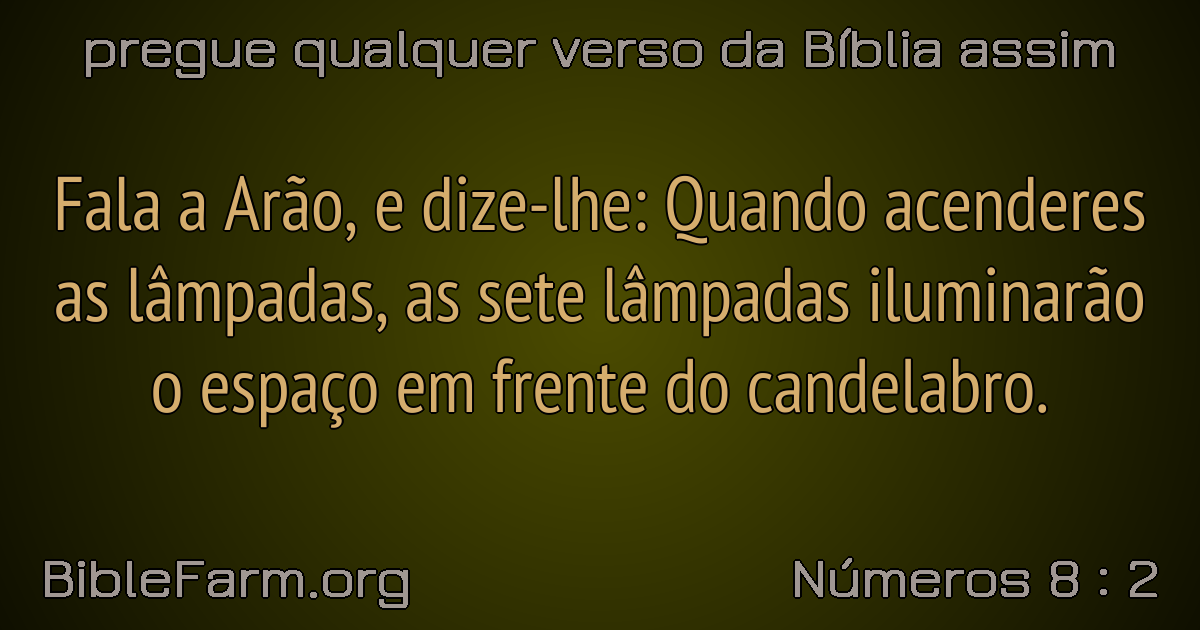 pregue qualquer verso da Bíblia assim
Fala a Arão, e dize-lhe: Quando acenderes
as lâmpadas, as sete lâmpadas iluminarão
o espaço em frente do candelabro.
BibleFarm.org
Números 8 : 2